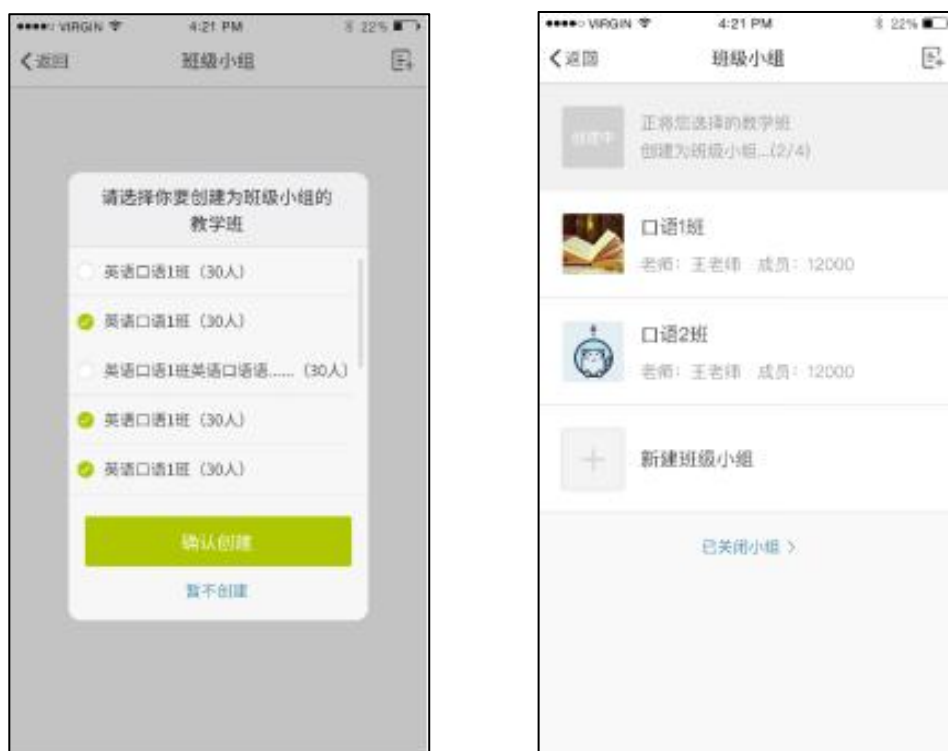 VIRGIN 4:21 PM 22%
返回 班级小组
请选择你要创建为班级小组的
教学班
英语口语1班（30人）
英语口语1班（30人）
英语口语1班英语口语语......（30人）
英语口语1班（30人）
英语口语1班（30人）
确认创建
暂不创建
VIRGIN 4:21 PM 22%
返回 班级小组
创建中
正将您选择的教学班
创建为班级小组...(2/4)
口语1班
老师：王老师 成员：12000
口语2班
老师：王老师 成员：12000
新建班级小组
已关闭小组 >